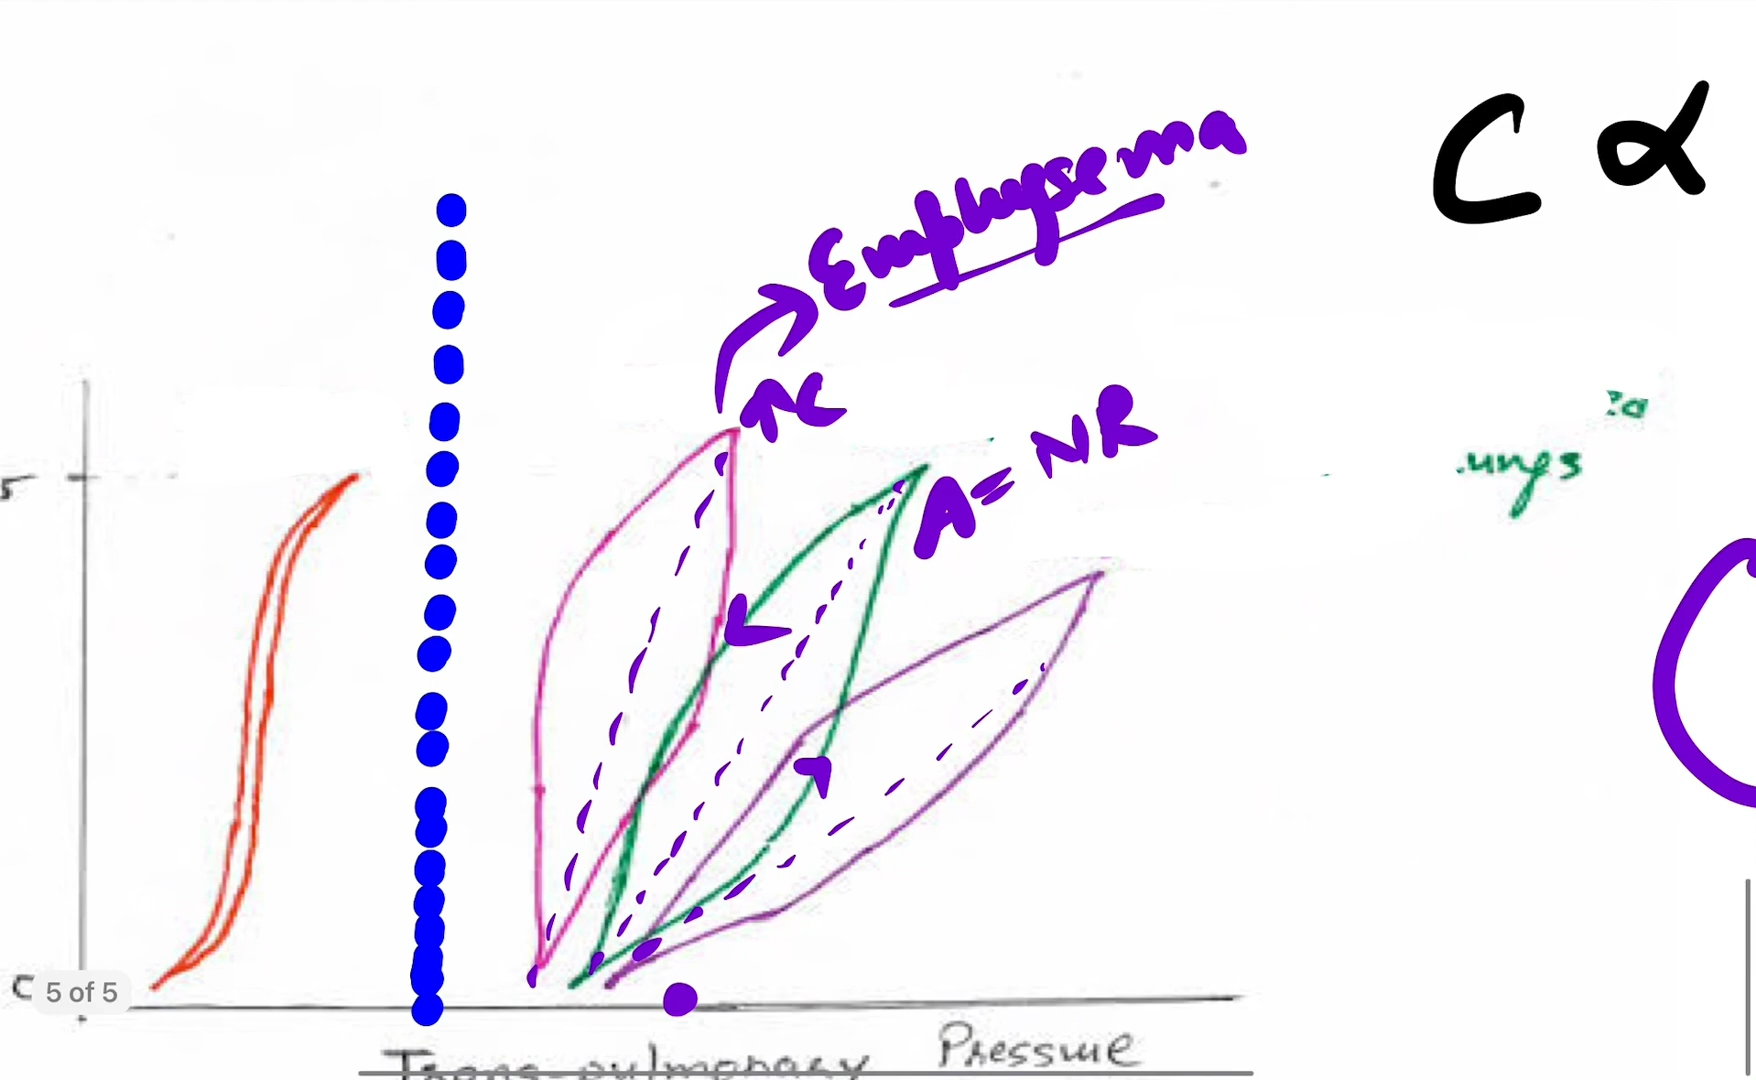 C α
Emphysema
↑C
A = NR
5
5 of 5
Pressure
Trans-pulmonary